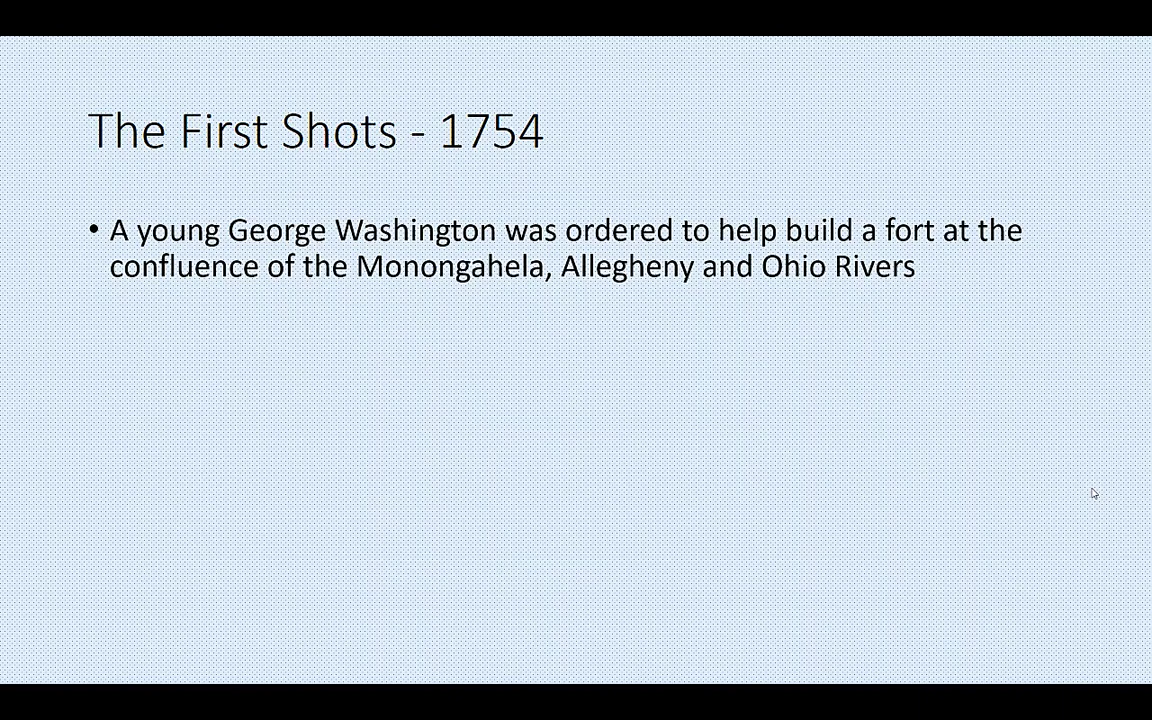 The First Shots - 1754
• A young George Washington was ordered to help build a fort at the
confluence of the Monongahela, Allegheny and Ohio Rivers